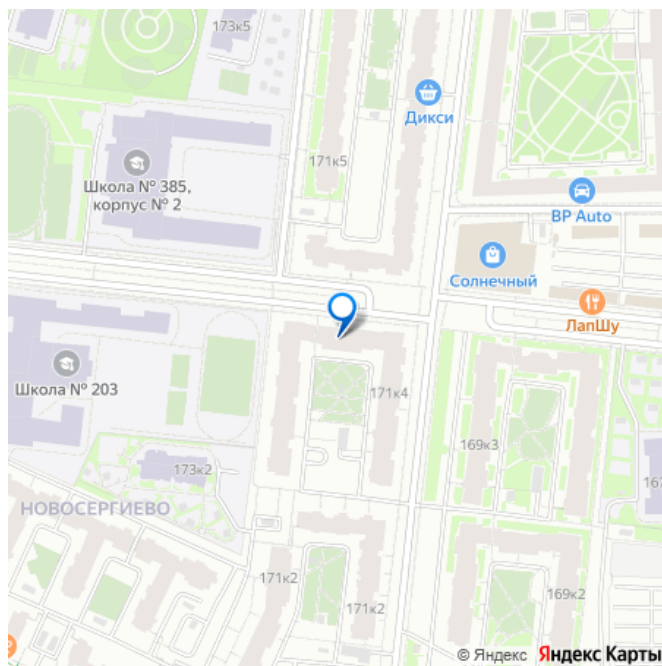 173к5
Дикси
171к5
Школа № 385,
корпус № 2
BP Auto
Солнечный
ЛапШу
Школа № 203
171к4
169к3
173к2
167
НОВОСЕРГИЕВО
171к2
171к2
169к2
© Яндекс Яндекс Карты